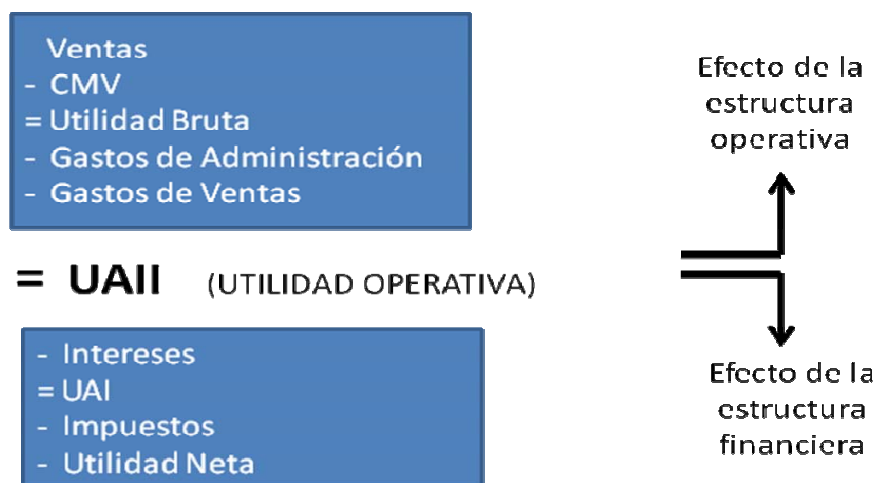 Ventas
- CMV
= Utilidad Bruta
- Gastos de Administración
- Gastos de Ventas
= UAII (UTILIDAD OPERATIVA)
- Intereses
= UAI
- Impuestos
- Utilidad Neta
Efecto de la
estructura
operativa
Efecto de la
estructura
financiera